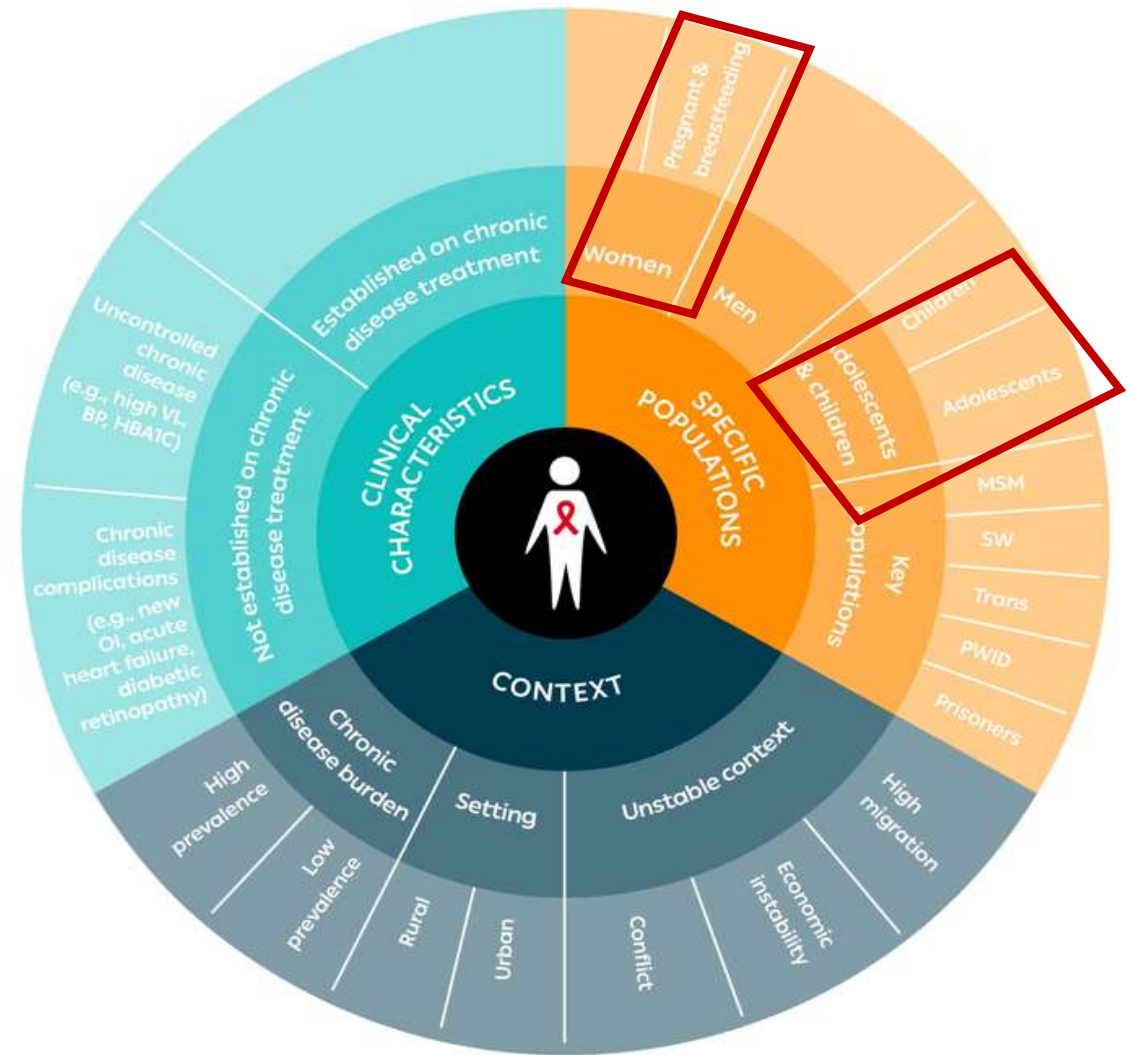 CLINICAL
CHARACTERISTICS
Established on chronic
disease treatment
Not established on chronic
disease treatment
Uncontrolled
chronic
disease
(e.g., high VL,
BP, HBA1C)
Chronic
disease
complications
(e.g., new
OI, acute
heart failure,
diabetic
retinopathy)
SPECIFIC
POPULATIONS
Women
Pregnant &
breastfeeding
Men
Adolescents
& children
Children
Adolescents
Key
populations
MSM
SW
Trans
PWID
Prisoners
CONTEXT
Chronic
disease burden
High
prevalence
Low
prevalence
Setting
Rural
Urban
Unstable context
Conflict
Economic
instability
High
migration